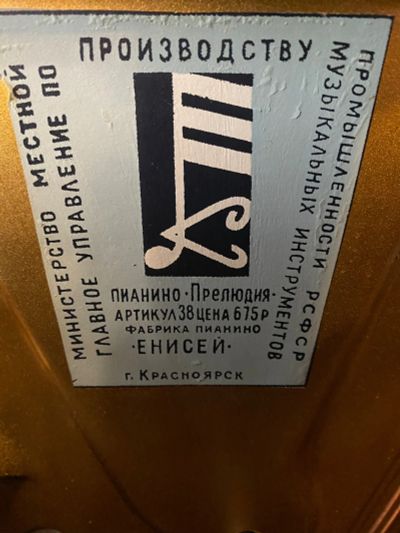 МИНИСТЕРСТВО МЕСТНОЙ
ПРОМЫШЛЕННОСТИ РСФСР
ГЛАВНОЕ УПРАВЛЕНИЕ ПО
ПРОИЗВОДСТВУ
МУЗЫКАЛЬНЫХ ИНСТРУМЕНТОВ
ПИАНИНО·Прелюдия·
АРТИКУЛ 38 ЦЕНА 675 Р
ФАБРИКА ПИАНИНО
·ЕНИСЕЙ·
г. КРАСНОЯРСК